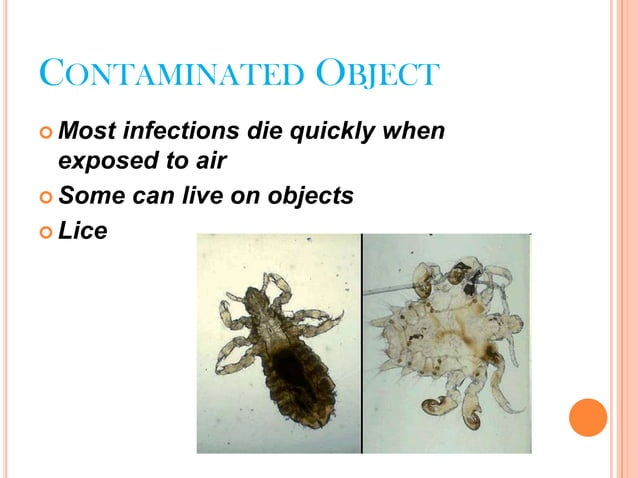 CONTAMINATED OBJECT
Most infections die quickly when
exposed to air
Some can live on objects
Lice